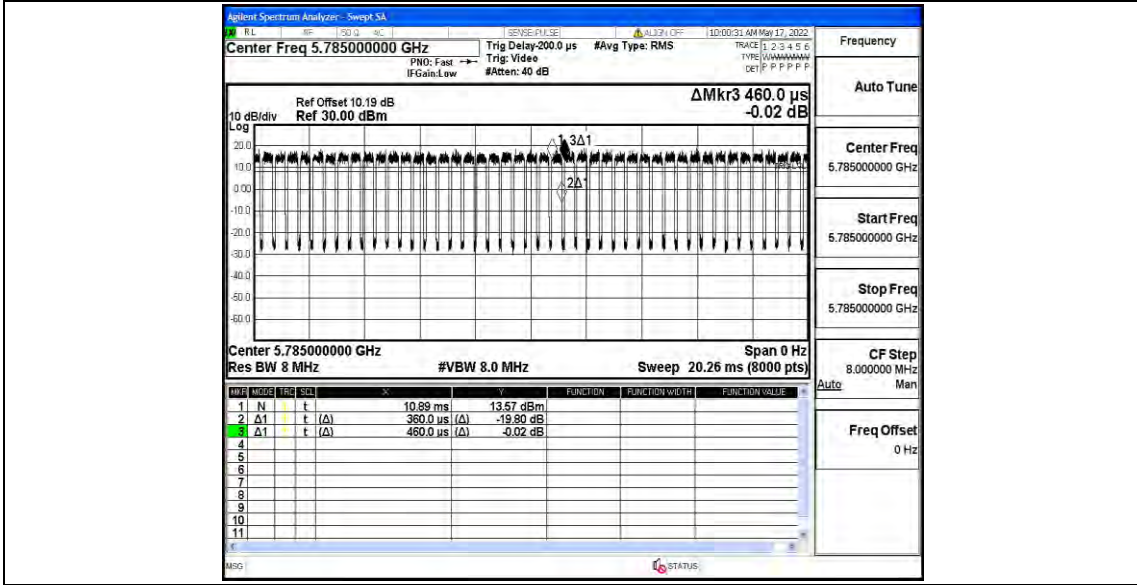 Agilent Spectrum Analyzer - Swept SA
RL RF 50 Ω AC SENSE:PULSE ALIGN OFF 10:00:31 AM May 17, 2022
Center Freq 5.785000000 GHz
PNO: Fast
IFGain:Low
Trig Delay-200.0 µs
Trig: Video
#Atten: 40 dB
#Avg Type: RMS
TRACE 1 2 3 4 5 6
TYPE WWWWWW
DET P P P P P P
ΔMkr3 460.0 µs
-0.02 dB
Ref Offset 10.19 dB
10 dB/div Ref 30.00 dBm
Log
20.0
10.0
0.00
-10.0
-20.0
-30.0
-40.0
-50.0
-60.0
1 3Δ1
2Δ1
TRIG LVL
Center 5.785000000 GHz Span 0 Hz
Res BW 8 MHz #VBW 8.0 MHz Sweep 20.26 ms (8000 pts)
MKR MODE TRC SCL X Y FUNCTION FUNCTION WIDTH FUNCTION VALUE
1 N t 10.89 ms 13.57 dBm
2 Δ1 t (Δ) 360.0 µs (Δ) -19.80 dB
3 Δ1 t (Δ) 460.0 µs (Δ) -0.02 dB
4
5
6
7
8
9
10
11
MSG STATUS
Frequency
Auto Tune
Center Freq
5.785000000 GHz
Start Freq
5.785000000 GHz
Stop Freq
5.785000000 GHz
CF Step
8.000000 MHz
Auto Man
Freq Offset
0 Hz